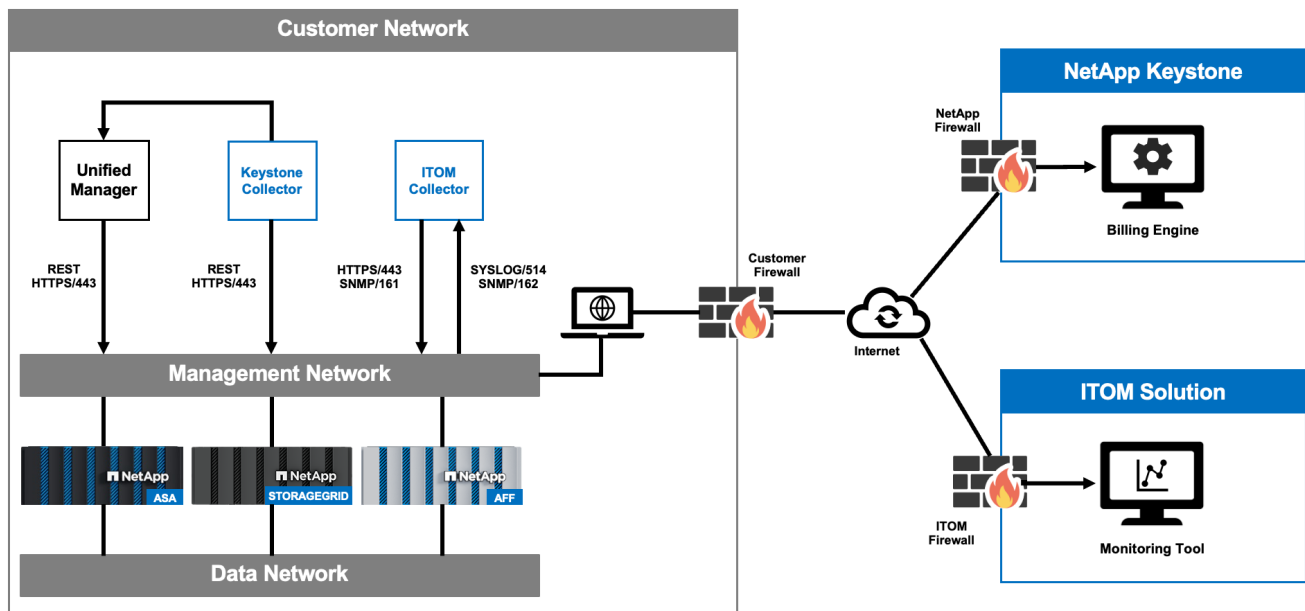 Customer Network
Unified
Manager
Keystone
Collector
ITOM
Collector
REST
HTTPS/443
REST
HTTPS/443
HTTPS/443
SNMP/161
SYSLOG/514
SNMP/162
Management Network
NetApp
ASA
NetApp
STORAGEGRID
NetApp
AFF
Data Network
Customer
Firewall
Internet
NetApp
Firewall
NetApp Keystone
Billing Engine
ITOM Solution
ITOM
Firewall
Monitoring Tool